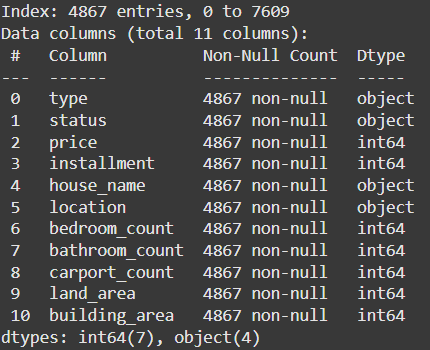 Index: 4867 entries, 0 to 7609
Data columns (total 11 columns):
 #   Column          Non-Null Count  Dtype
---  ------          --------------  -----
 0   type            4867 non-null   object
 1   status          4867 non-null   object
 2   price           4867 non-null   int64
 3   installment     4867 non-null   int64
 4   house_name      4867 non-null   object
 5   location        4867 non-null   object
 6   bedroom_count   4867 non-null   int64
 7   bathroom_count  4867 non-null   int64
 8   carport_count   4867 non-null   int64
 9   land_area       4867 non-null   int64
 10  building_area   4867 non-null   int64
dtypes: int64(7), object(4)